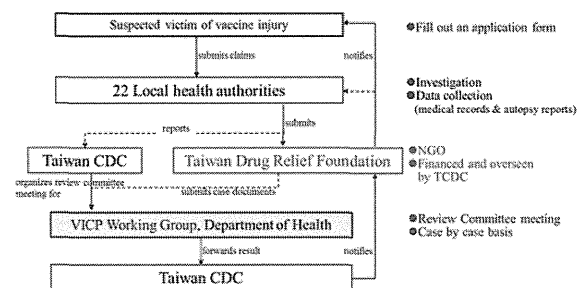 Suspected victim of vaccine injury
Fill out an application form
submits claims
notifies
22 Local health authorities
Investigation
Data collection
(medical records & autopsy reports)
reports
submits
Taiwan CDC
Taiwan Drug Relief Foundation
NGO
Financed and overseen
by TCDC
organizes review committee
meeting for
submits case documents
VICP Working Group, Department of Health
Review Committee meeting
Case by case basis
forwards result
notifies
Taiwan CDC